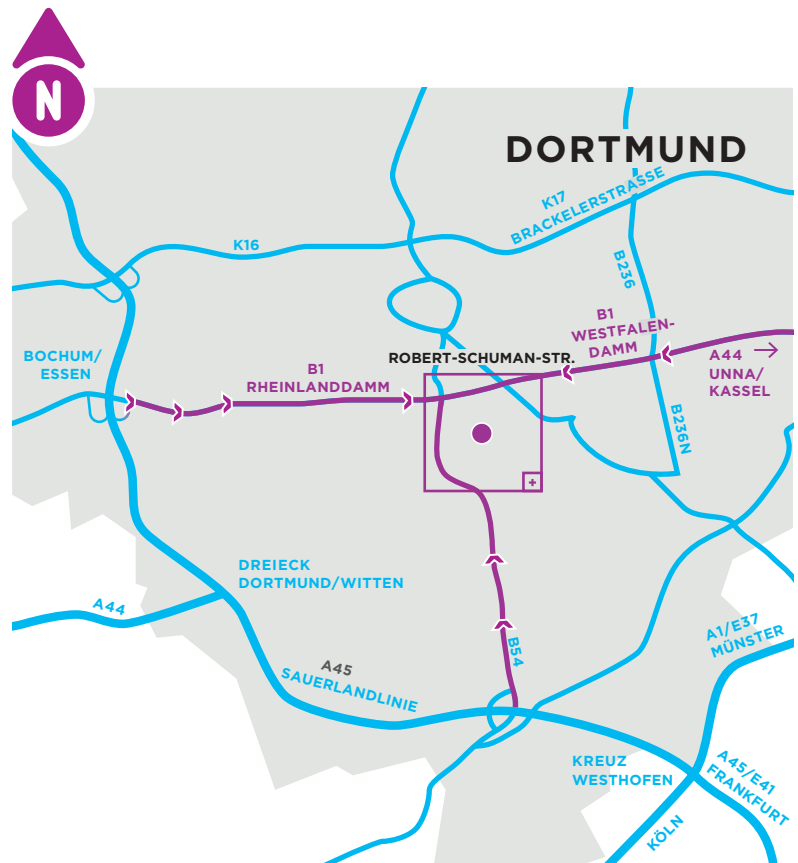 N
DORTMUND
K17
BRACKELERSTRASSE
K16
B236
B1
WESTFALEN-
DAMM
BOCHUM/
ESSEN
B1
RHEINLANDDAMM
ROBERT-SCHUMAN-STR.
A44 →
UNNA/
KASSEL
B236N
+
DREIECK
DORTMUND/WITTEN
A44
B54
A1/E37
MÜNSTER
A45
SAUERLANDLINIE
KREUZ
WESTHOFEN
A45/E41
FRANKFURT
KÖLN